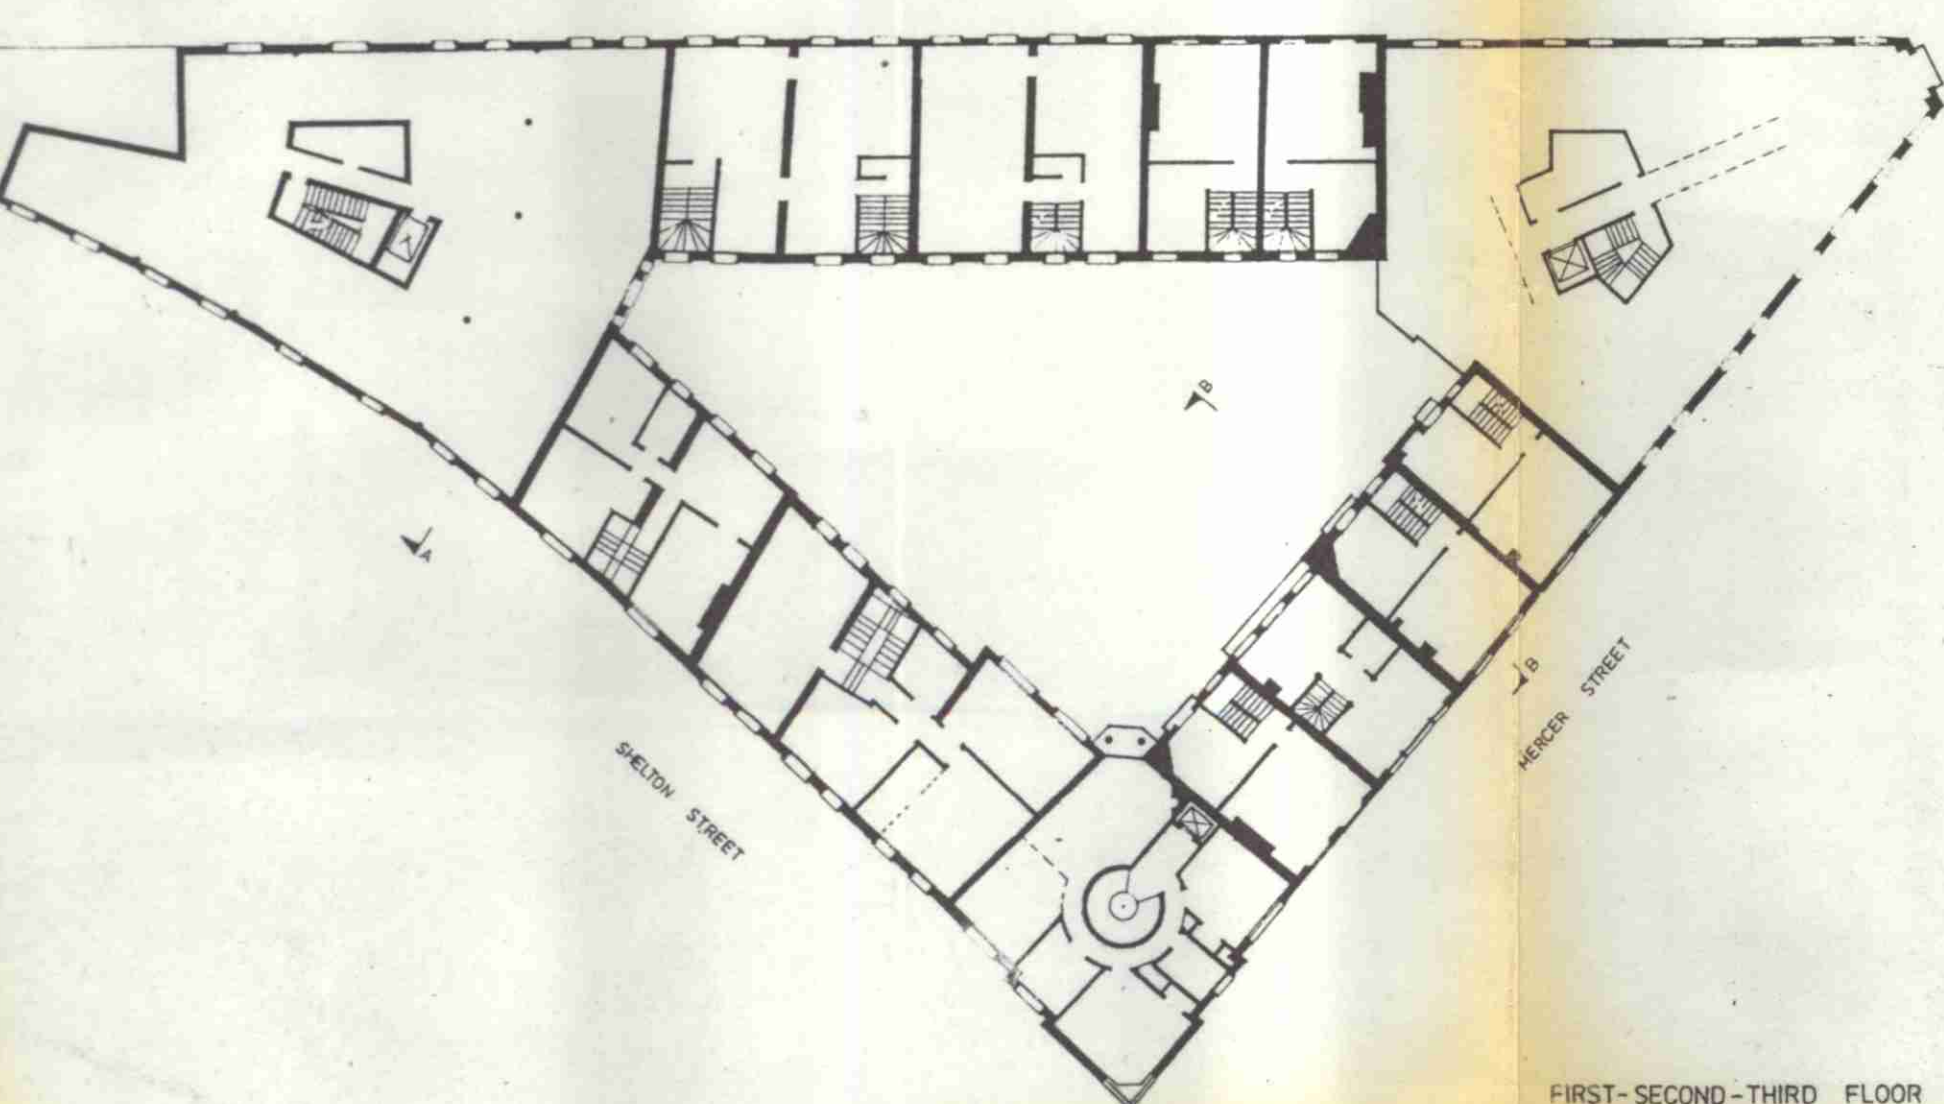 B
A
B
SHELTON STREET
MERCER STREET
FIRST-SECOND-THIRD FLOOR